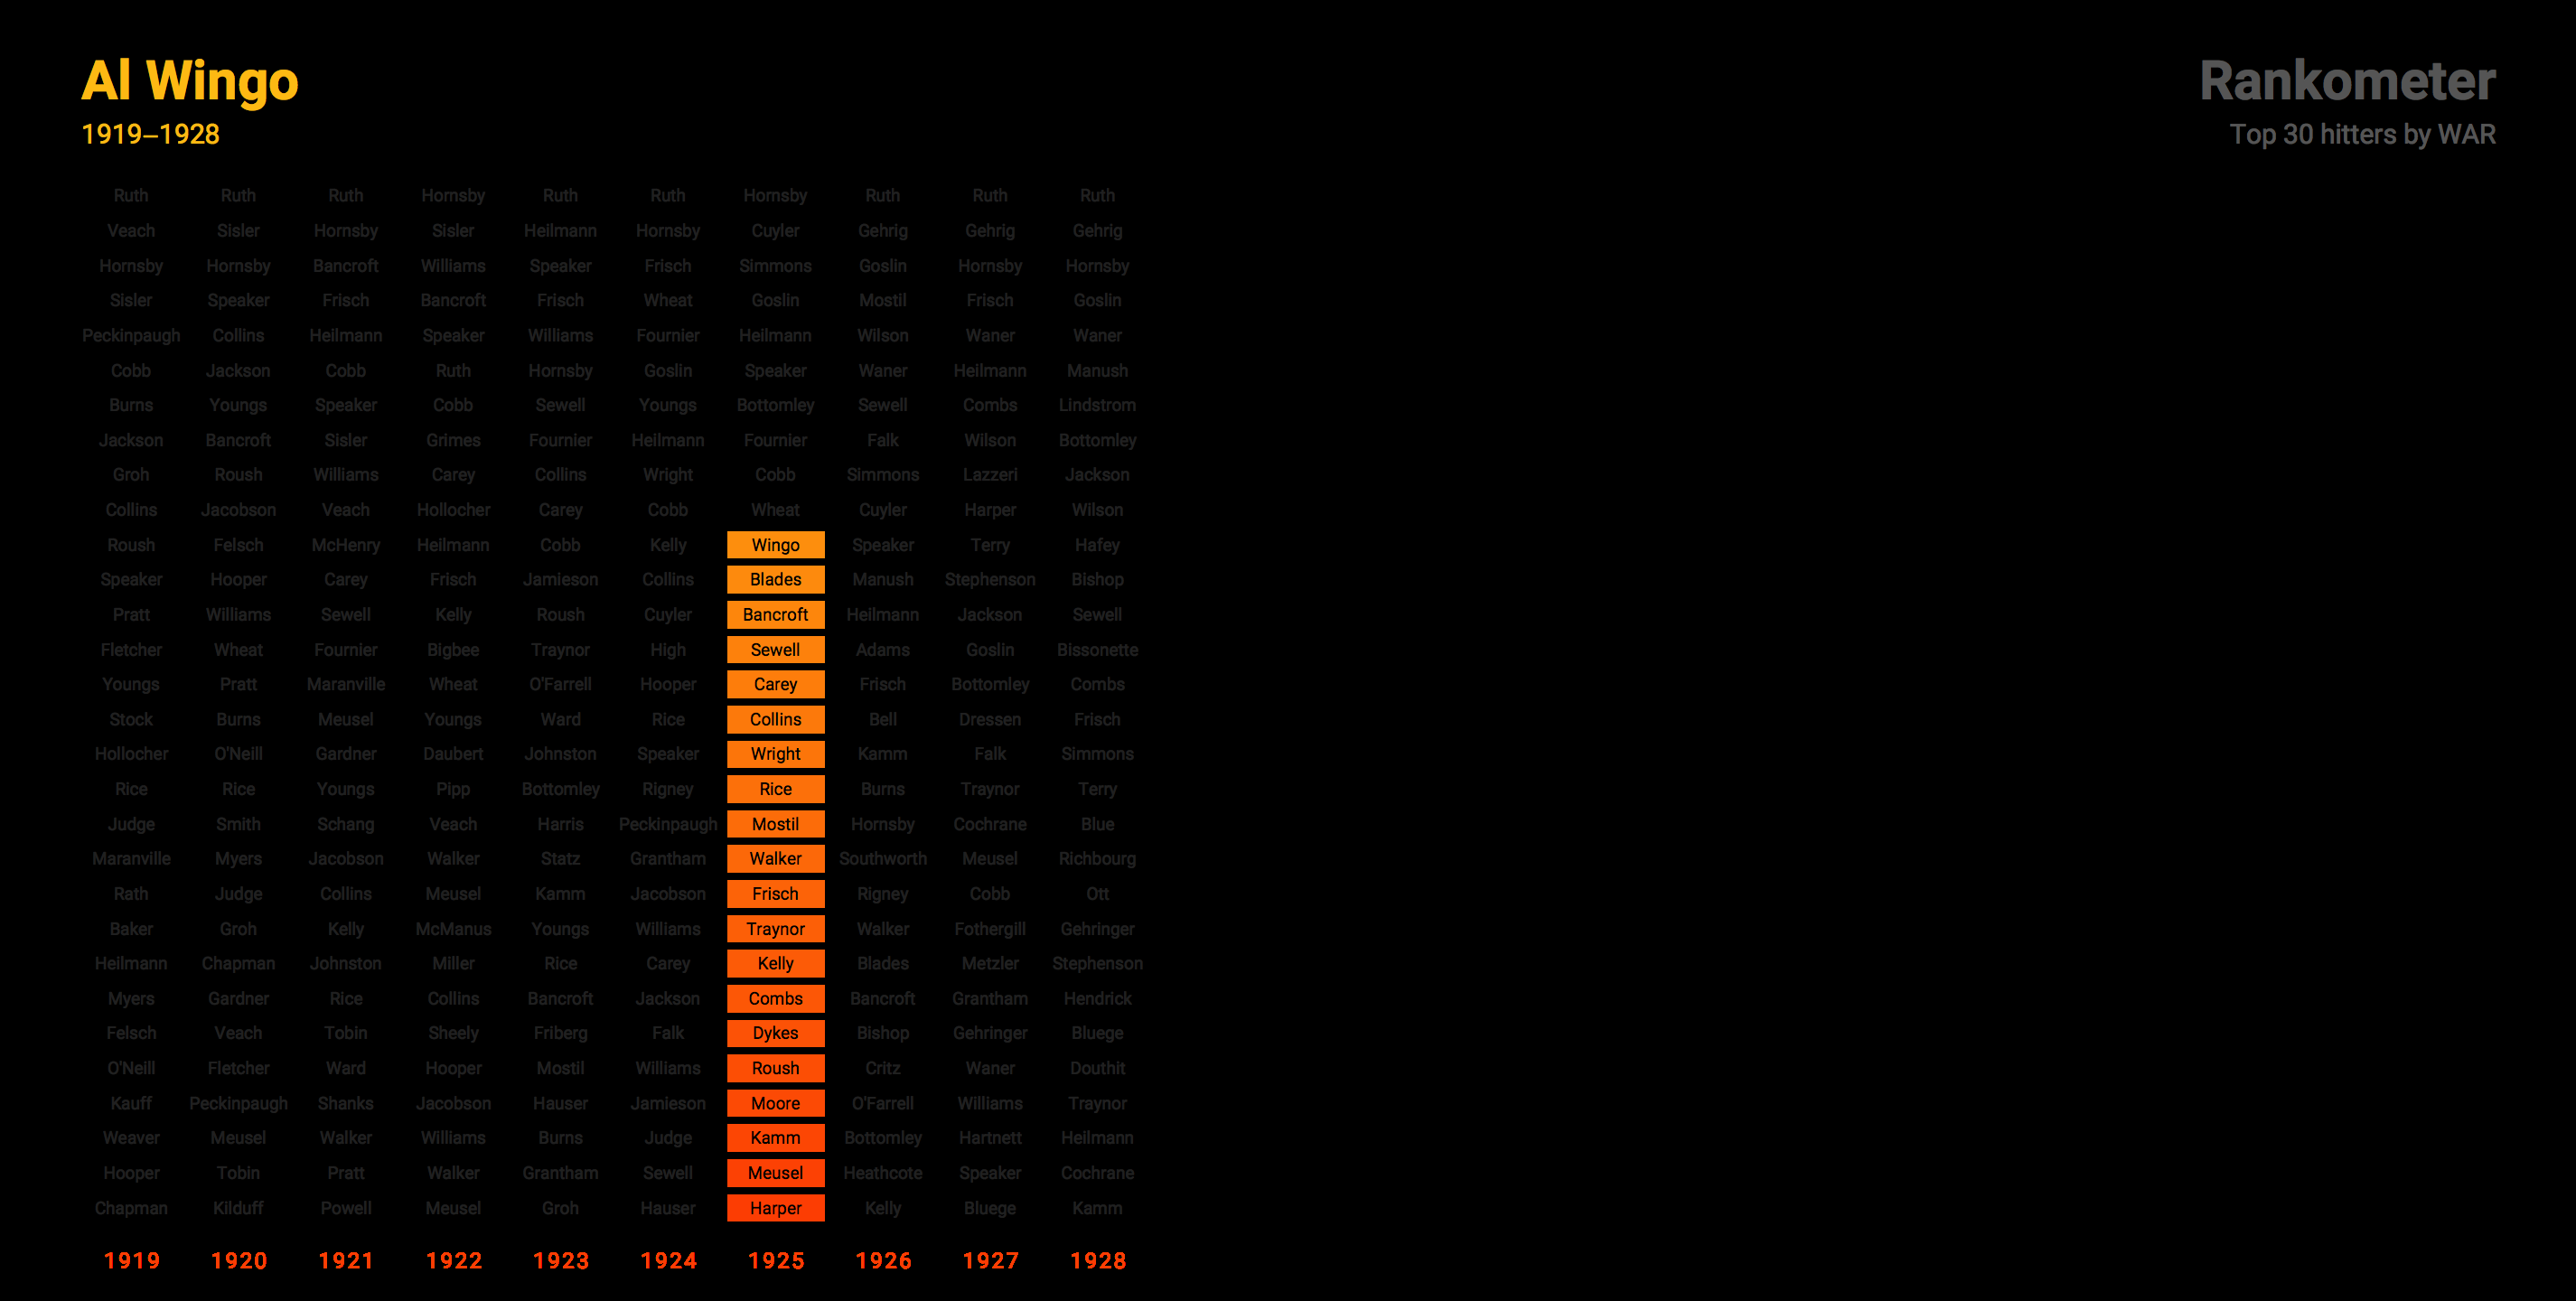 Al Wingo
1919–1928
Rankometer
Top 30 hitters by WAR
Ruth Ruth Ruth Hornsby Ruth Ruth Hornsby Ruth Ruth Ruth
Veach Sisler Hornsby Sisler Heilmann Hornsby Cuyler Gehrig Gehrig Gehrig
Hornsby Hornsby Bancroft Williams Speaker Frisch Simmons Goslin Hornsby Hornsby
Sisler Speaker Frisch Bancroft Frisch Wheat Goslin Mostil Frisch Goslin
Peckinpaugh Collins Heilmann Speaker Williams Fournier Heilmann Wilson Waner Waner
Cobb Jackson Cobb Ruth Hornsby Goslin Speaker Waner Heilmann Manush
Burns Youngs Speaker Cobb Sewell Youngs Bottomley Sewell Combs Lindstrom
Jackson Bancroft Sisler Grimes Fournier Heilmann Fournier Falk Wilson Bottomley
Groh Roush Williams Carey Collins Wright Cobb Simmons Lazzeri Jackson
Collins Jacobson Veach Hollocher Carey Cobb Wheat Cuyler Harper Wilson
Roush Felsch McHenry Heilmann Cobb Kelly Wingo Speaker Terry Hafey
Speaker Hooper Carey Frisch Jamieson Collins Blades Manush Stephenson Bishop
Pratt Williams Sewell Kelly Roush Cuyler Bancroft Heilmann Jackson Sewell
Fletcher Wheat Fournier Bigbee Traynor High Sewell Adams Goslin Bissonette
Youngs Pratt Maranville Wheat O'Farrell Hooper Carey Frisch Bottomley Combs
Stock Burns Meusel Youngs Ward Rice Collins Bell Dressen Frisch
Hollocher O'Neill Gardner Daubert Johnston Speaker Wright Kamm Falk Simmons
Rice Rice Youngs Pipp Bottomley Rigney Rice Burns Traynor Terry
Judge Smith Schang Veach Harris Peckinpaugh Mostil Hornsby Cochrane Blue
Maranville Myers Jacobson Walker Statz Grantham Walker Southworth Meusel Richbourg
Rath Judge Collins Meusel Kamm Jacobson Frisch Rigney Cobb Ott
Baker Groh Kelly McManus Youngs Williams Traynor Walker Fothergill Gehringer
Heilmann Chapman Johnston Miller Rice Carey Kelly Blades Metzler Stephenson
Myers Gardner Rice Collins Bancroft Jackson Combs Bancroft Grantham Hendrick
Felsch Veach Tobin Sheely Friberg Falk Dykes Bishop Gehringer Bluege
O'Neill Fletcher Ward Hooper Mostil Williams Roush Critz Waner Douthit
Kauff Peckinpaugh Shanks Jacobson Hauser Jamieson Moore O'Farrell Williams Traynor
Weaver Meusel Walker Williams Burns Judge Kamm Bottomley Hartnett Heilmann
Hooper Tobin Pratt Walker Grantham Sewell Meusel Heathcote Speaker Cochrane
Chapman Kilduff Powell Meusel Groh Hauser Harper Kelly Bluege Kamm
1919 1920 1921 1922 1923 1924 1925 1926 1927 1928